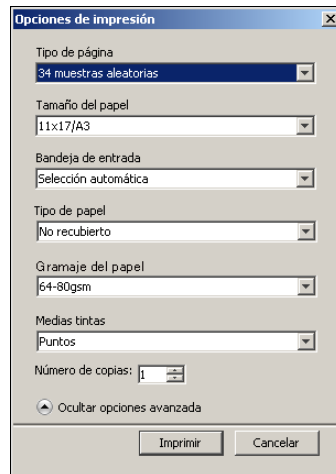 Opciones de impresión
Tipo de página
34 muestras aleatorias
Tamaño del papel
11x17/A3
Bandeja de entrada
Selección automática
Tipo de papel
No recubierto
Gramaje del papel
64-80gsm
Medias tintas
Puntos
Número de copias: 1
Ocultar opciones avanzada
Imprimir Cancelar